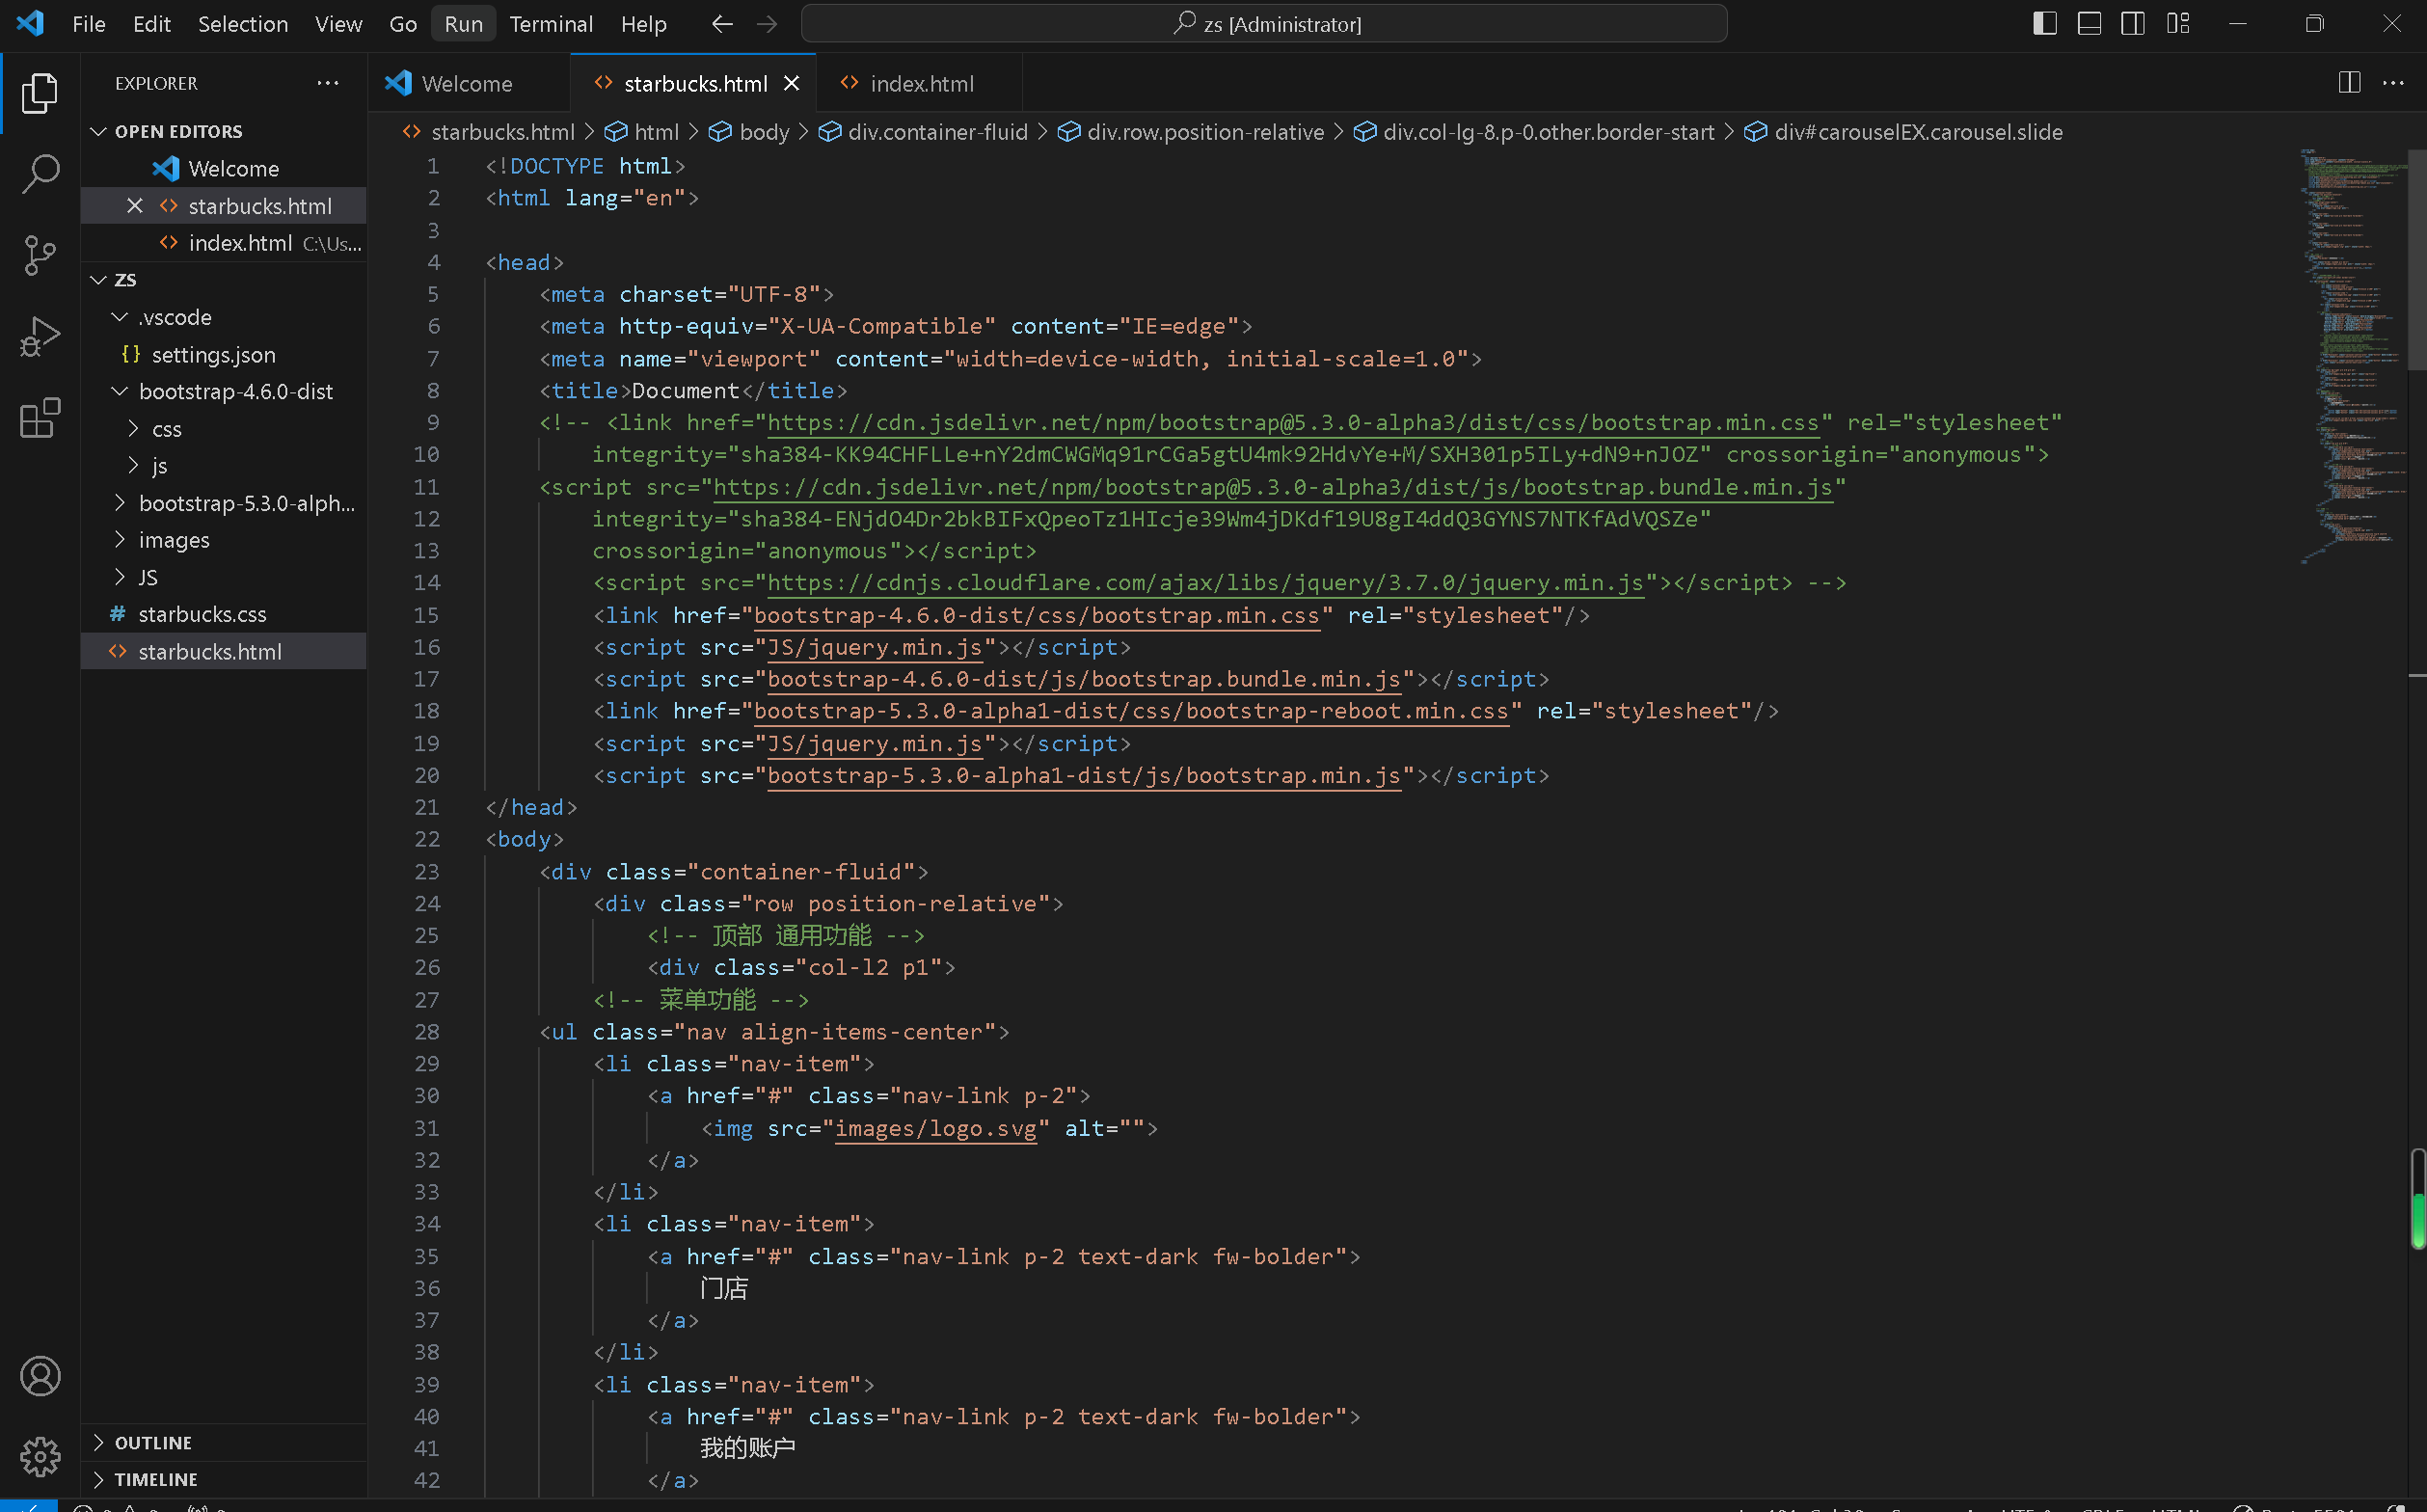 File Edit Selection View Go Run Terminal Help
zs [Administrator]
EXPLORER
OPEN EDITORS
Welcome
starbucks.html
index.html C:\Us...
ZS
.vscode
{} settings.json
bootstrap-4.6.0-dist
css
js
bootstrap-5.3.0-alph...
images
JS
# starbucks.css
<> starbucks.html
OUTLINE
TIMELINE
Welcome starbucks.html index.html
starbucks.html > html > body > div.container-fluid > div.row.position-relative > div.col-lg-8.p-0.other.border-start > div#carouselEX.carousel.slide
1 <!DOCTYPE html>
2 <html lang="en">
3
4 <head>
5 <meta charset="UTF-8">
6 <meta http-equiv="X-UA-Compatible" content="IE=edge">
7 <meta name="viewport" content="width=device-width, initial-scale=1.0">
8 <title>Document</title>
9 <!-- <link href="https://cdn.jsdelivr.net/npm/bootstrap@5.3.0-alpha3/dist/css/bootstrap.min.css" rel="stylesheet"
10 integrity="sha384-KK94CHFLLe+nY2dmCWGMq91rCGa5gtU4mk92HdvYe+M/SXH301p5ILy+dN9+nJOZ" crossorigin="anonymous">
11 <script src="https://cdn.jsdelivr.net/npm/bootstrap@5.3.0-alpha3/dist/js/bootstrap.bundle.min.js"
12 integrity="sha384-ENjdO4Dr2bkBIFxQpeoTz1HIcje39Wm4jDKdf19U8gI4ddQ3GYNS7NTKfAdVQSZe"
13 crossorigin="anonymous"></script>
14 <script src="https://cdnjs.cloudflare.com/ajax/libs/jquery/3.7.0/jquery.min.js"></script> -->
15 <link href="bootstrap-4.6.0-dist/css/bootstrap.min.css" rel="stylesheet"/>
16 <script src="JS/jquery.min.js"></script>
17 <script src="bootstrap-4.6.0-dist/js/bootstrap.bundle.min.js"></script>
18 <link href="bootstrap-5.3.0-alpha1-dist/css/bootstrap-reboot.min.css" rel="stylesheet"/>
19 <script src="JS/jquery.min.js"></script>
20 <script src="bootstrap-5.3.0-alpha1-dist/js/bootstrap.min.js"></script>
21 </head>
22 <body>
23 <div class="container-fluid">
24 <div class="row position-relative">
25 <!-- 顶部 通用功能 -->
26 <div class="col-l2 p1">
27 <!-- 菜单功能 -->
28 <ul class="nav align-items-center">
29 <li class="nav-item">
30 <a href="#" class="nav-link p-2">
31 <img src="images/logo.svg" alt="">
32 </a>
33 </li>
34 <li class="nav-item">
35 <a href="#" class="nav-link p-2 text-dark fw-bolder">
36 门店
37 </a>
38 </li>
39 <li class="nav-item">
40 <a href="#" class="nav-link p-2 text-dark fw-bolder">
41 我的账户
42 </a>